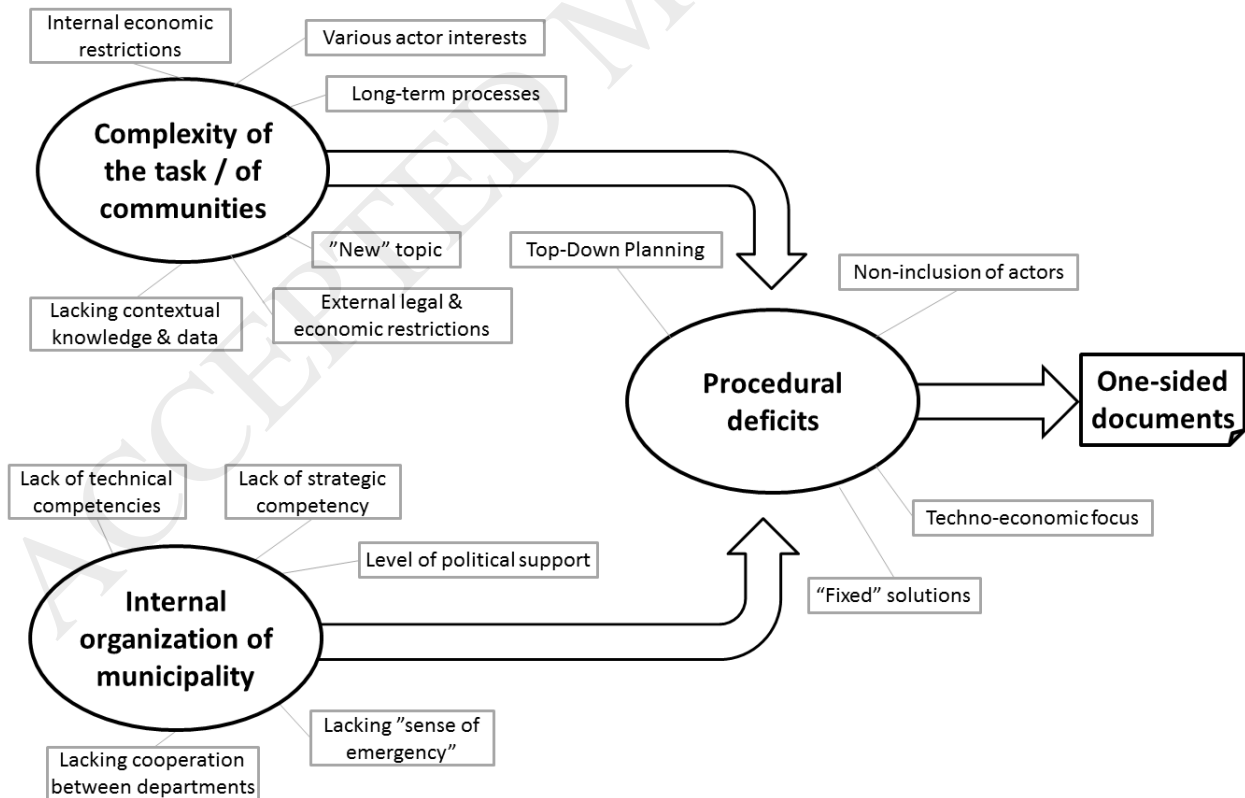 Internal economic
restrictions
Various actor interests
Long-term processes
Complexity of
the task / of
communities
”New” topic
Lacking contextual
knowledge & data
External legal &
economic restrictions
Top-Down Planning
Non-inclusion of actors
Procedural
deficits
One-sided
documents
Techno-economic focus
”Fixed” solutions
Lack of technical
competencies
Lack of strategic
competency
Level of political support
Internal
organization of
municipality
Lacking ”sense of
emergency”
Lacking cooperation
between departments
ACCEPTED M